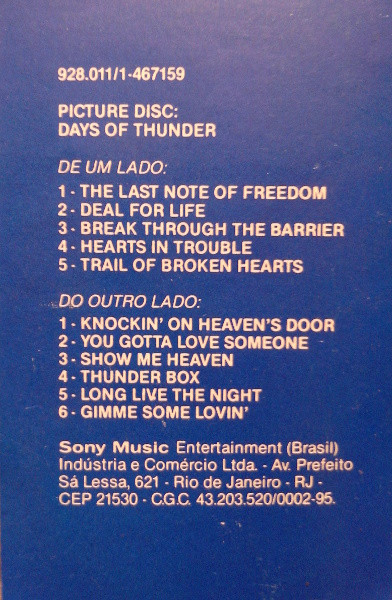 928.011/1-467159
PICTURE DISC:
DAYS OF THUNDER
DE UM LADO:
1 - THE LAST NOTE OF FREEDOM
2 - DEAL FOR LIFE
3 - BREAK THROUGH THE BARRIER
4 - HEARTS IN TROUBLE
5 - TRAIL OF BROKEN HEARTS
DO OUTRO LADO:
1 - KNOCKIN' ON HEAVEN'S DOOR
2 - YOU GOTTA LOVE SOMEONE
3 - SHOW ME HEAVEN
4 - THUNDER BOX
5 - LONG LIVE THE NIGHT
6 - GIMME SOME LOVIN'
Sony Music Entertainment (Brasil)
Indústria e Comércio Ltda. - Av. Prefeito
Sá Lessa, 621 - Rio de Janeiro - RJ -
CEP 21530 - C.G.C. 43.203.520/0002-95.